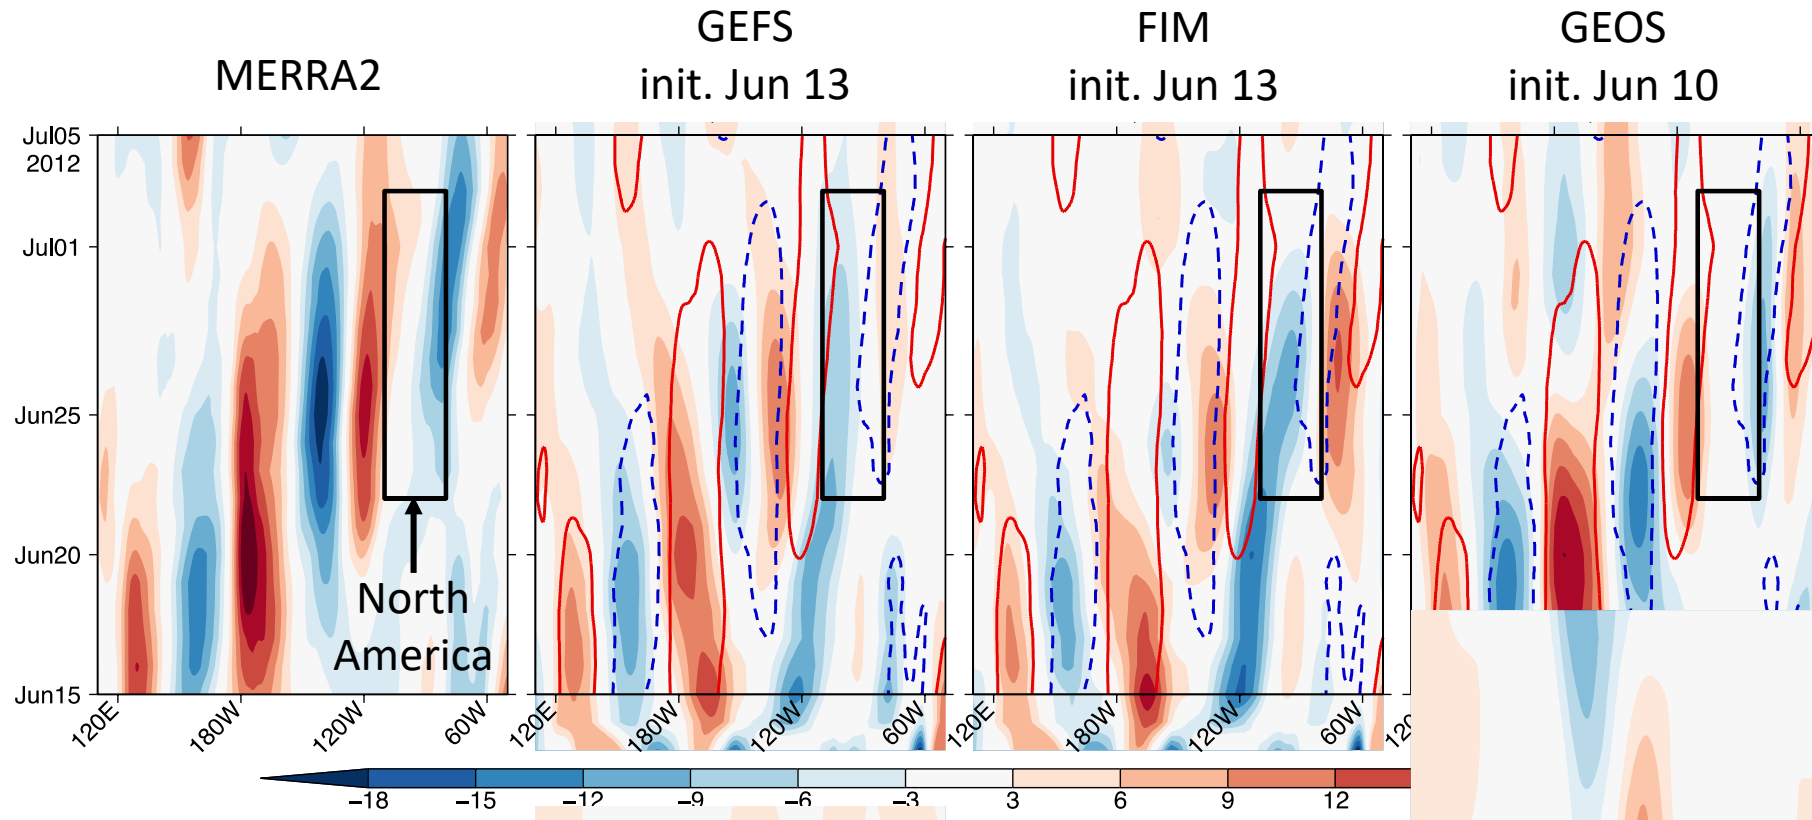 MERRA2
GEFS
init. Jun 13
FIM
init. Jun 13
GEOS
init. Jun 10
Jul05
2012
Jul01
Jun25
Jun20
Jun15
North
America
120E 180W 120W 60W
120E 180W 120W 60W
120E 180W 120W 60W
−18 −15 −12 −9 −6 −3 3 6 9 12